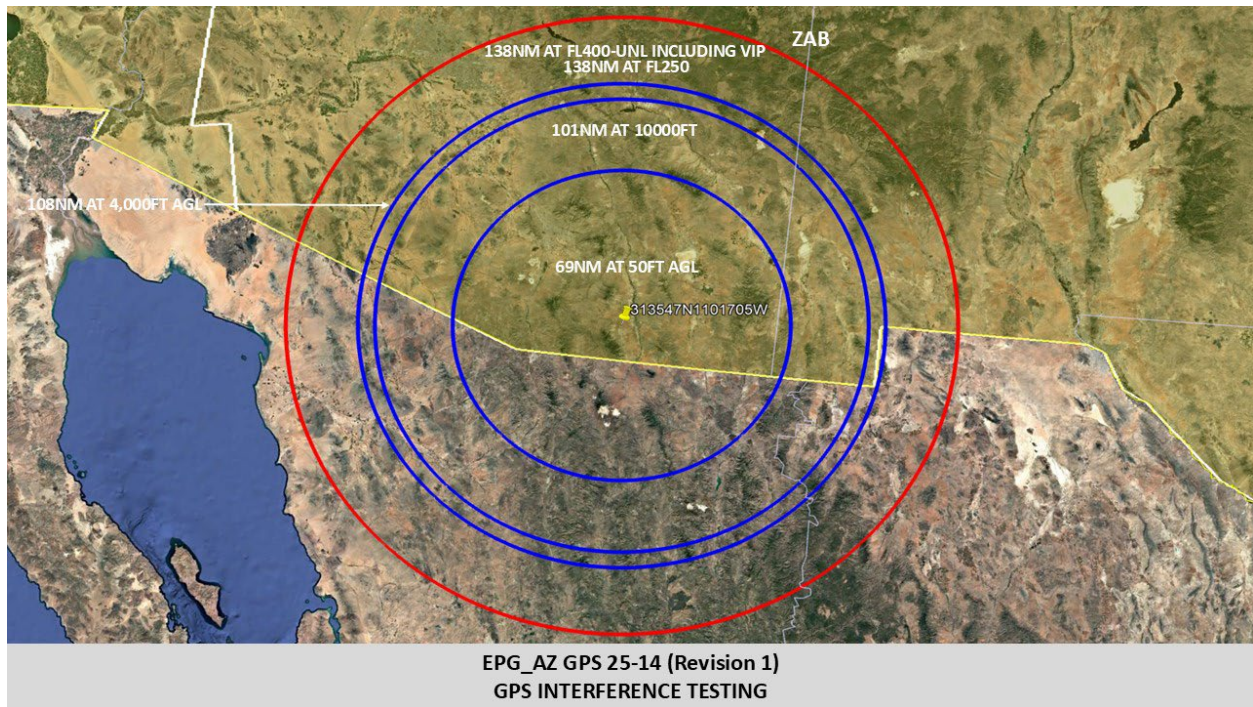 ZAB
138NM AT FL400-UNL INCLUDING VIP
138NM AT FL250
101NM AT 10000FT
108NM AT 4,000FT AGL
69NM AT 50FT AGL
313547N1101705W
EPG_AZ GPS 25-14 (Revision 1)
GPS INTERFERENCE TESTING